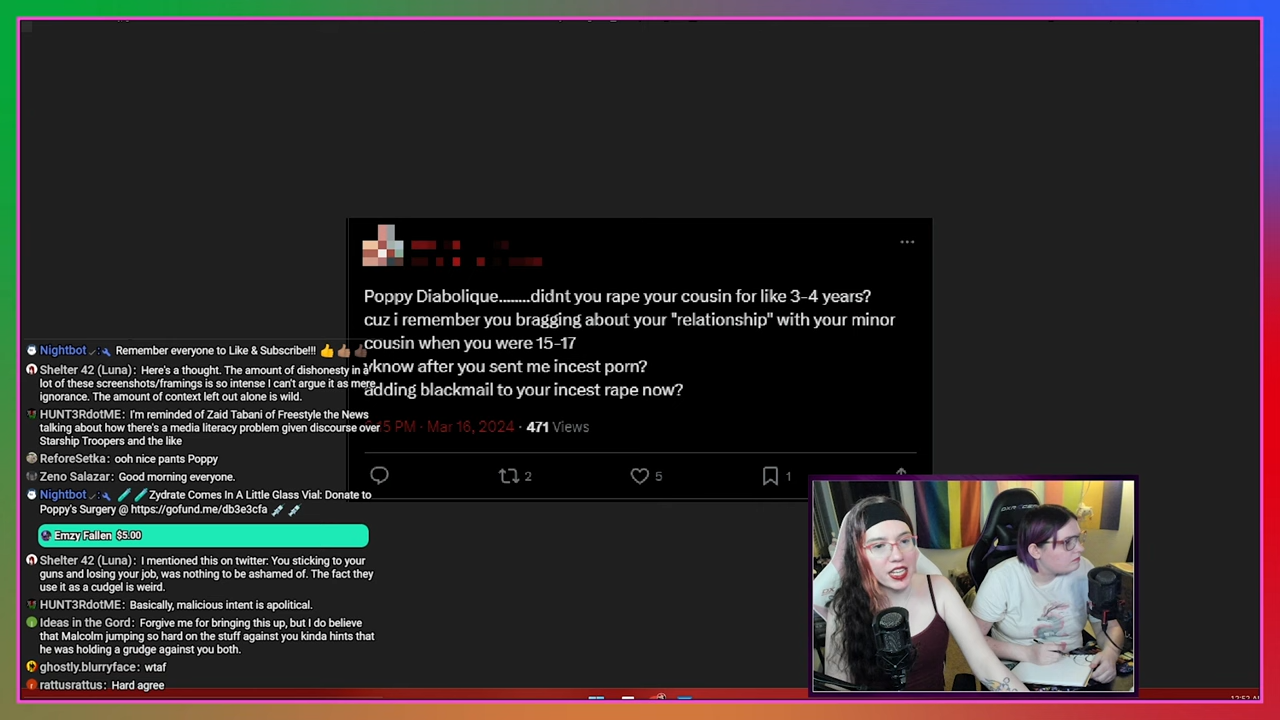 Poppy Diabolique........didnt you rape your cousin for like 3-4 years?
cuz i remember you bragging about your "relationship" with your minor
cousin when you were 15-17
yknow after you sent me incest porn?
adding blackmail to your incest rape now?
PM · Mar 16, 2024 · 471 Views
2
5
1
Nightbot: Remember everyone to Like & Subscribe!!! 👍👍🏽👍🏿
Shelter 42 (Luna): Here's a thought. The amount of dishonesty in a
lot of these screenshots/framings is so intense I can't argue it as mere
ignorance. The amount of context left out alone is wild.
HUNT3RdotME: I'm reminded of Zaid Tabani of Freestyle the News
talking about how there's a media literacy problem given discourse over
Starship Troopers and the like
ReforeSetka: ooh nice pants Poppy
Zeno Salazar: Good morning everyone.
Nightbot: 🧪 🧪Zydrate Comes In A Little Glass Vial: Donate to
Poppy's Surgery @ https://gofund.me/db3e3cfa 💉 💉
Emzy Fallen $5.00
Shelter 42 (Luna): I mentioned this on twitter: You sticking to your
guns and losing your job, was nothing to be ashamed of. The fact they
use it as a cudgel is weird.
HUNT3RdotME: Basically, malicious intent is apolitical.
Ideas in the Gord: Forgive me for bringing this up, but I do believe
that Malcolm jumping so hard on the stuff against you kinda hints that
he was holding a grudge against you both.
ghostly.blurryface: wtaf
rattusrattus: Hard agree